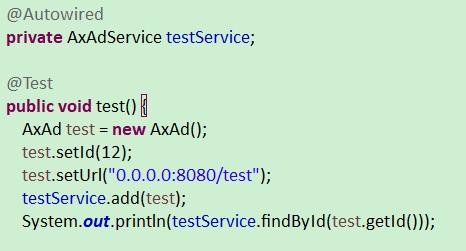 @Autowired
private AxAdService testService;
@Test
public void test() {
AxAd test = new AxAd();
test.setId(12);
test.setUrl("0.0.0.0:8080/test");
testService.add(test);
System.out.println(testService.findById(test.getId()));